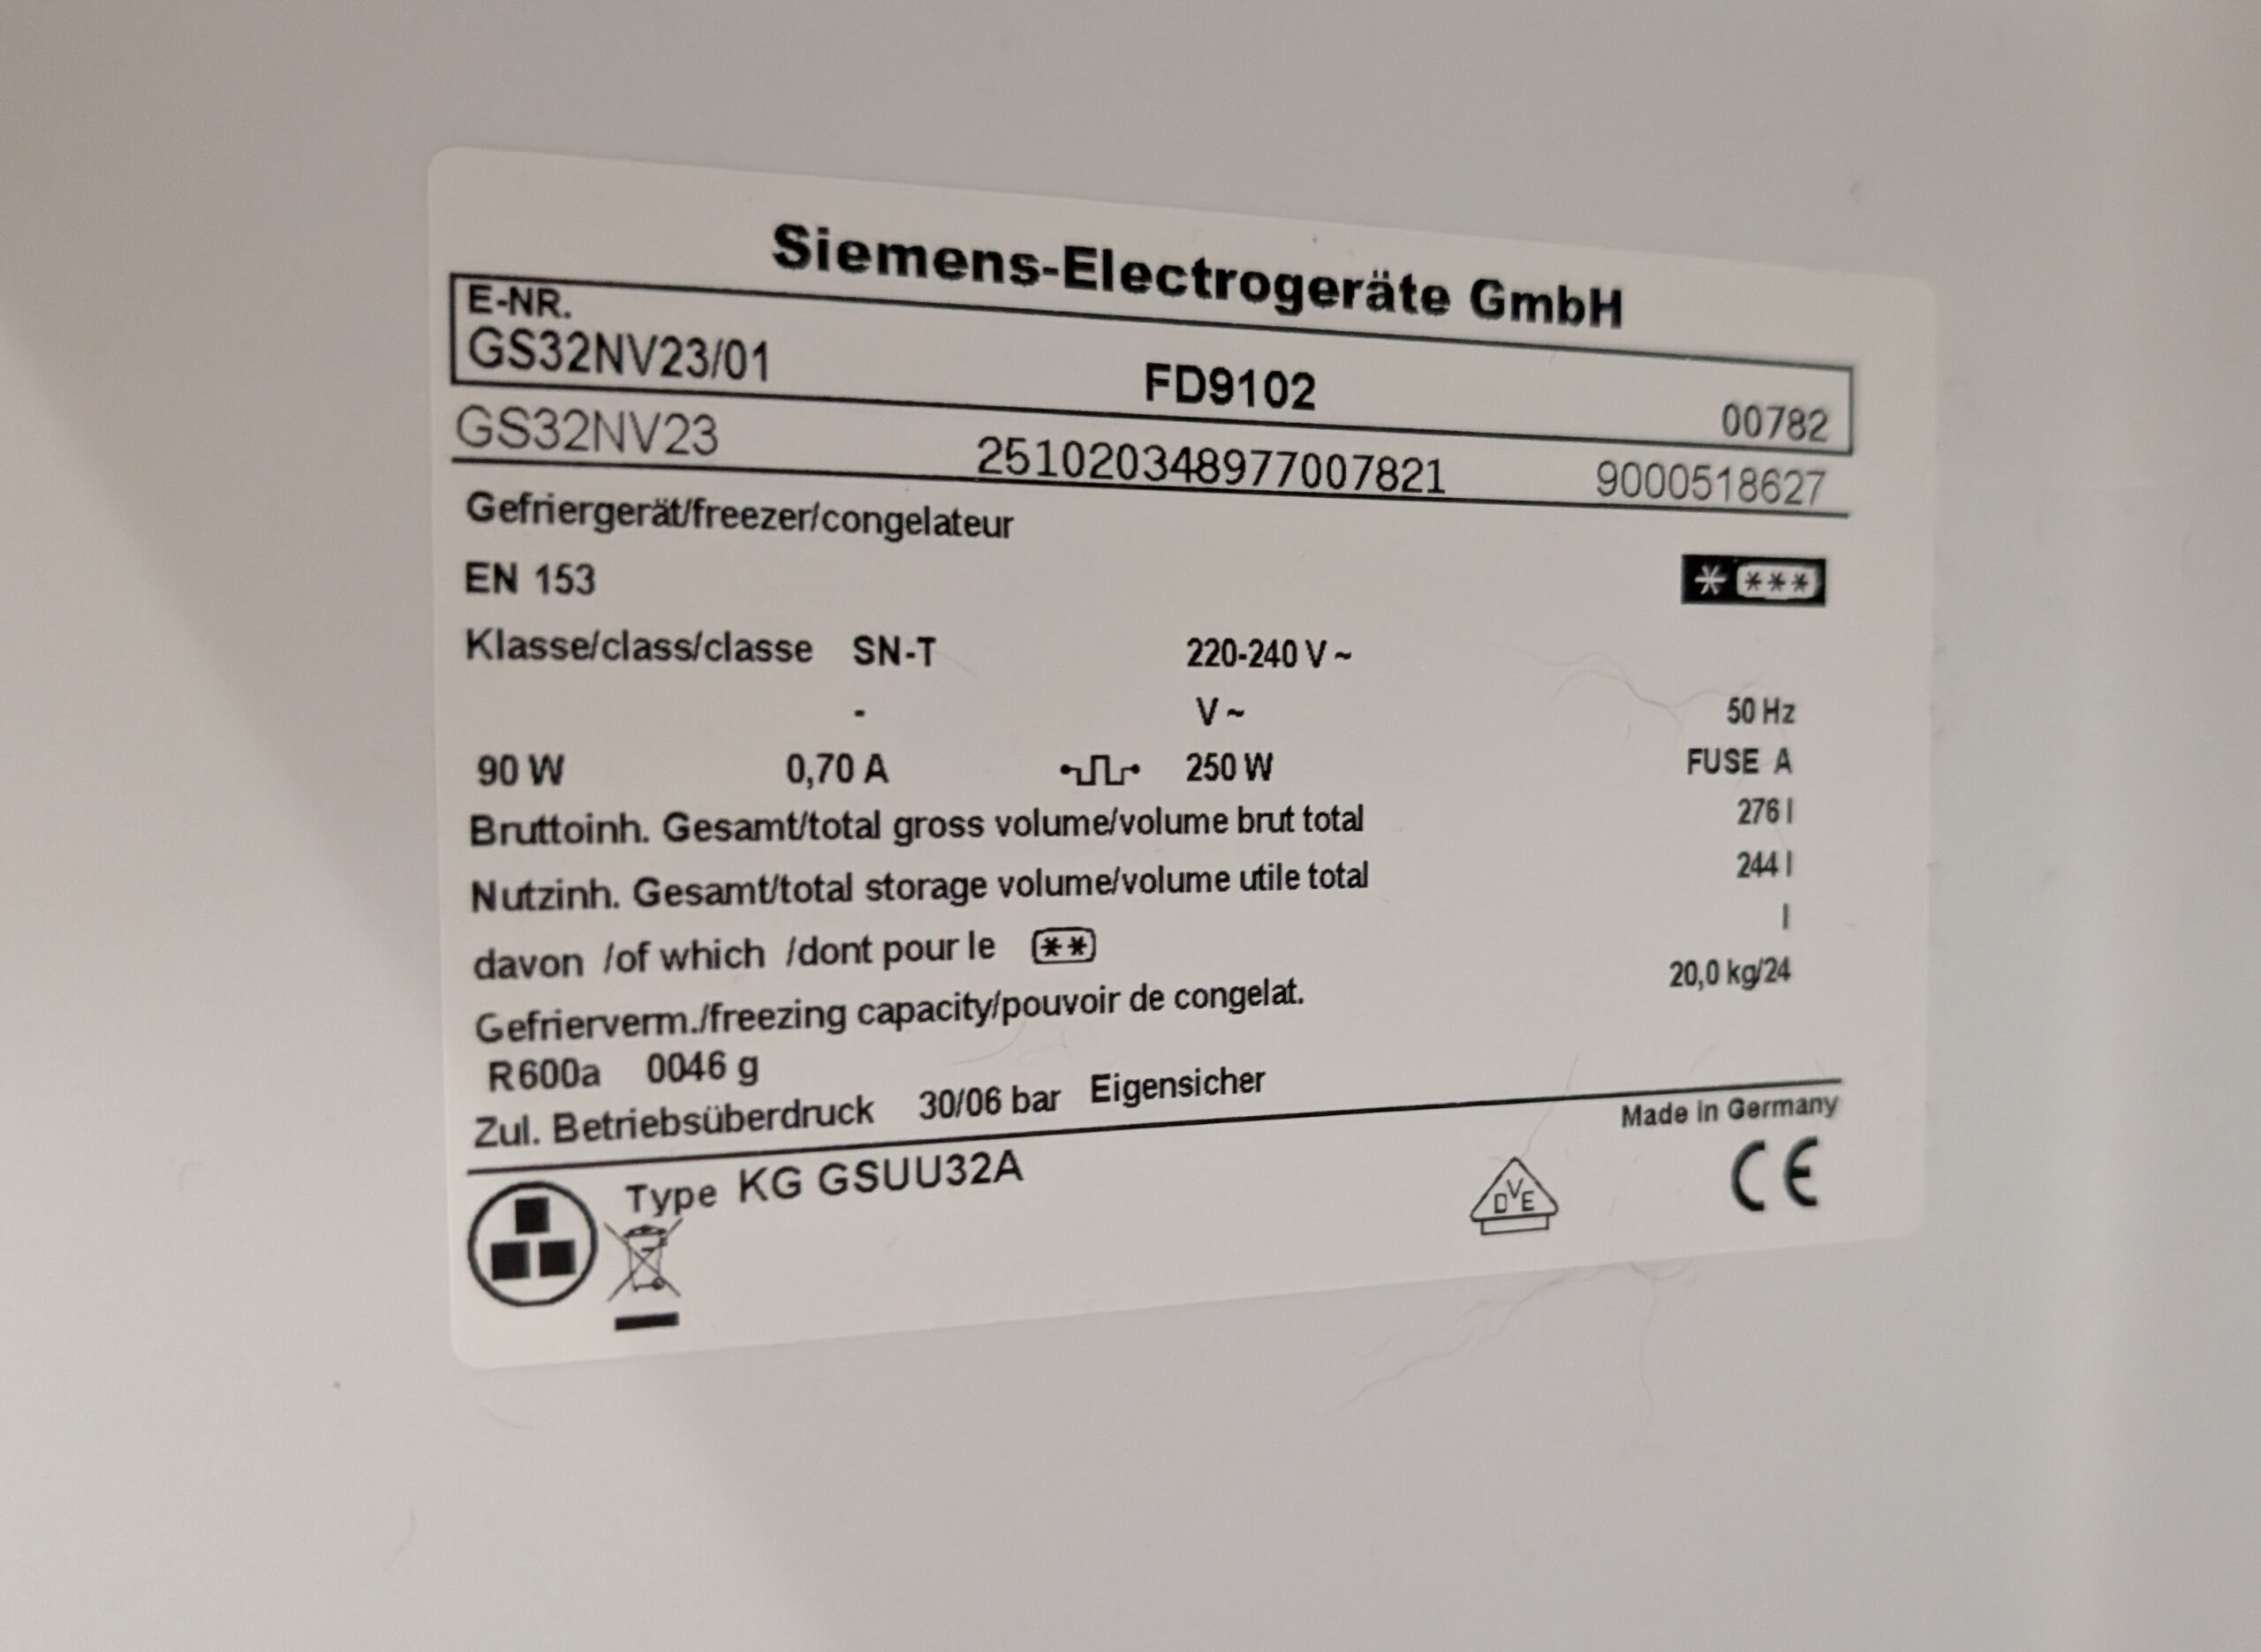 Siemens-Electrogeräte GmbH
E-NR.
GS32NV23/01 FD9102 00782
GS32NV23 251020348977007821 9000518627
Gefriergerät/freezer/congelateur
EN 153 * ***
Klasse/class/classe SN-T 220-240 V ~
- V ~ 50 Hz
90 W 0,70 A 250 W FUSE A
Bruttoinh. Gesamt/total gross volume/volume brut total 276 l
Nutzinh. Gesamt/total storage volume/volume utile total 244 l
davon /of which /dont pour le ** l
Gefrierverm./freezing capacity/pouvoir de congelat. 20,0 kg/24
R600a 0046 g
Zul. Betriebsüberdruck 30/06 bar Eigensicher
Made in Germany
Type KG GSUU32A
DVE CE